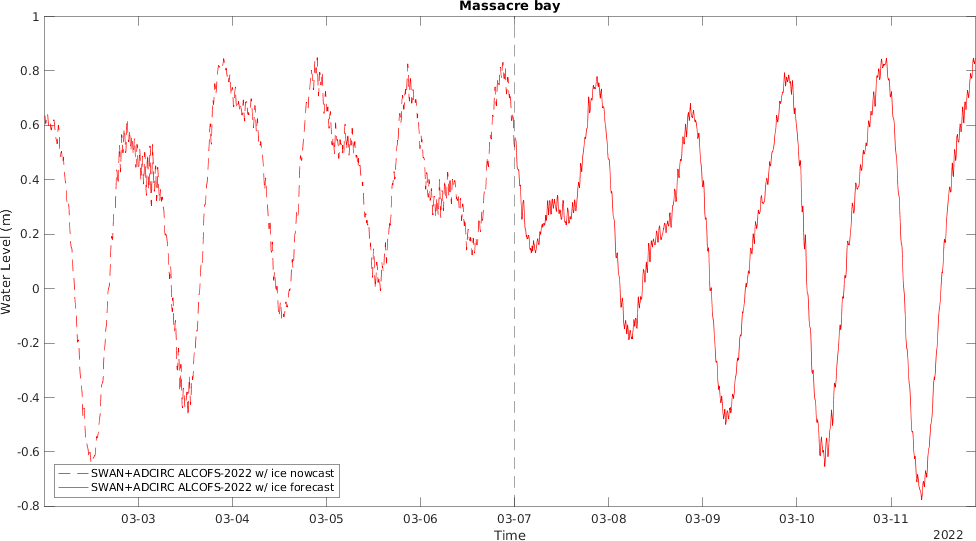 Massacre bay
Water Level (m)
1
0.8
0.6
0.4
0.2
0
-0.2
-0.4
-0.6
-0.8
SWAN+ADCIRC ALCOFS-2022 w/ ice nowcast
SWAN+ADCIRC ALCOFS-2022 w/ ice forecast
03-03 03-04 03-05 03-06 03-07 03-08 03-09 03-10 03-11
Time
2022